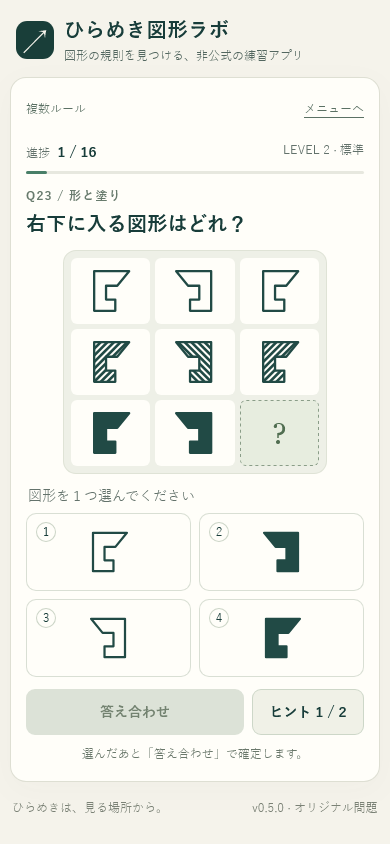 ひらめき図形ラボ
図形の規則を見つける、非公式の練習アプリ
複数ルール
メニューへ
進捗 1 / 16
LEVEL 2 · 標準
Q23 / 形と塗り
右下に入る図形はどれ？
?
図形を1つ選んでください
1
2
3
4
答え合わせ
ヒント 1 / 2
選んだあと「答え合わせ」で確定します。
ひらめきは、見る場所から。
v0.5.0 · オリジナル問題